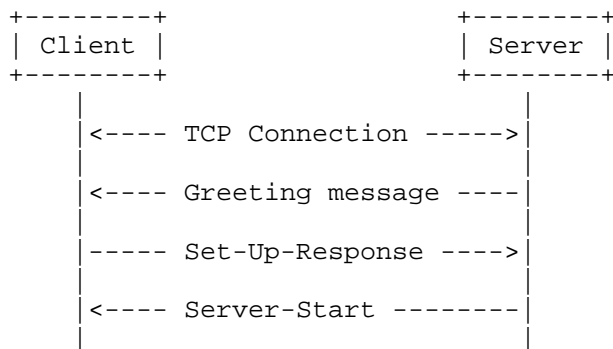 Client Server
TCP Connection
Greeting message
Set-Up-Response
Server-Start